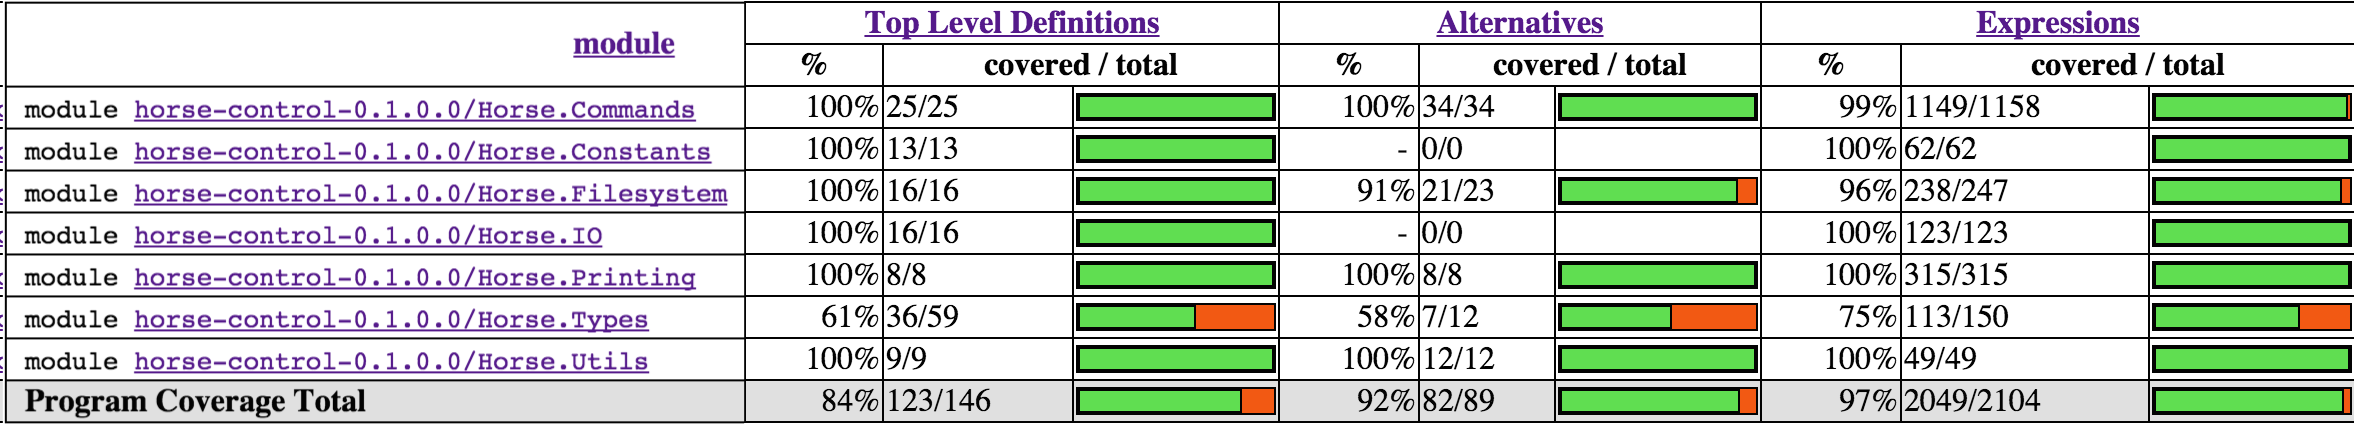 module Top Level Definitions Alternatives Expressions
% covered / total % covered / total % covered / total
module horse-control-0.1.0.0/Horse.Commands 100% 25/25 100% 34/34 99% 1149/1158
module horse-control-0.1.0.0/Horse.Constants 100% 13/13 - 0/0 100% 62/62
module horse-control-0.1.0.0/Horse.Filesystem 100% 16/16 91% 21/23 96% 238/247
module horse-control-0.1.0.0/Horse.IO 100% 16/16 - 0/0 100% 123/123
module horse-control-0.1.0.0/Horse.Printing 100% 8/8 100% 8/8 100% 315/315
module horse-control-0.1.0.0/Horse.Types 61% 36/59 58% 7/12 75% 113/150
module horse-control-0.1.0.0/Horse.Utils 100% 9/9 100% 12/12 100% 49/49
Program Coverage Total 84% 123/146 92% 82/89 97% 2049/2104